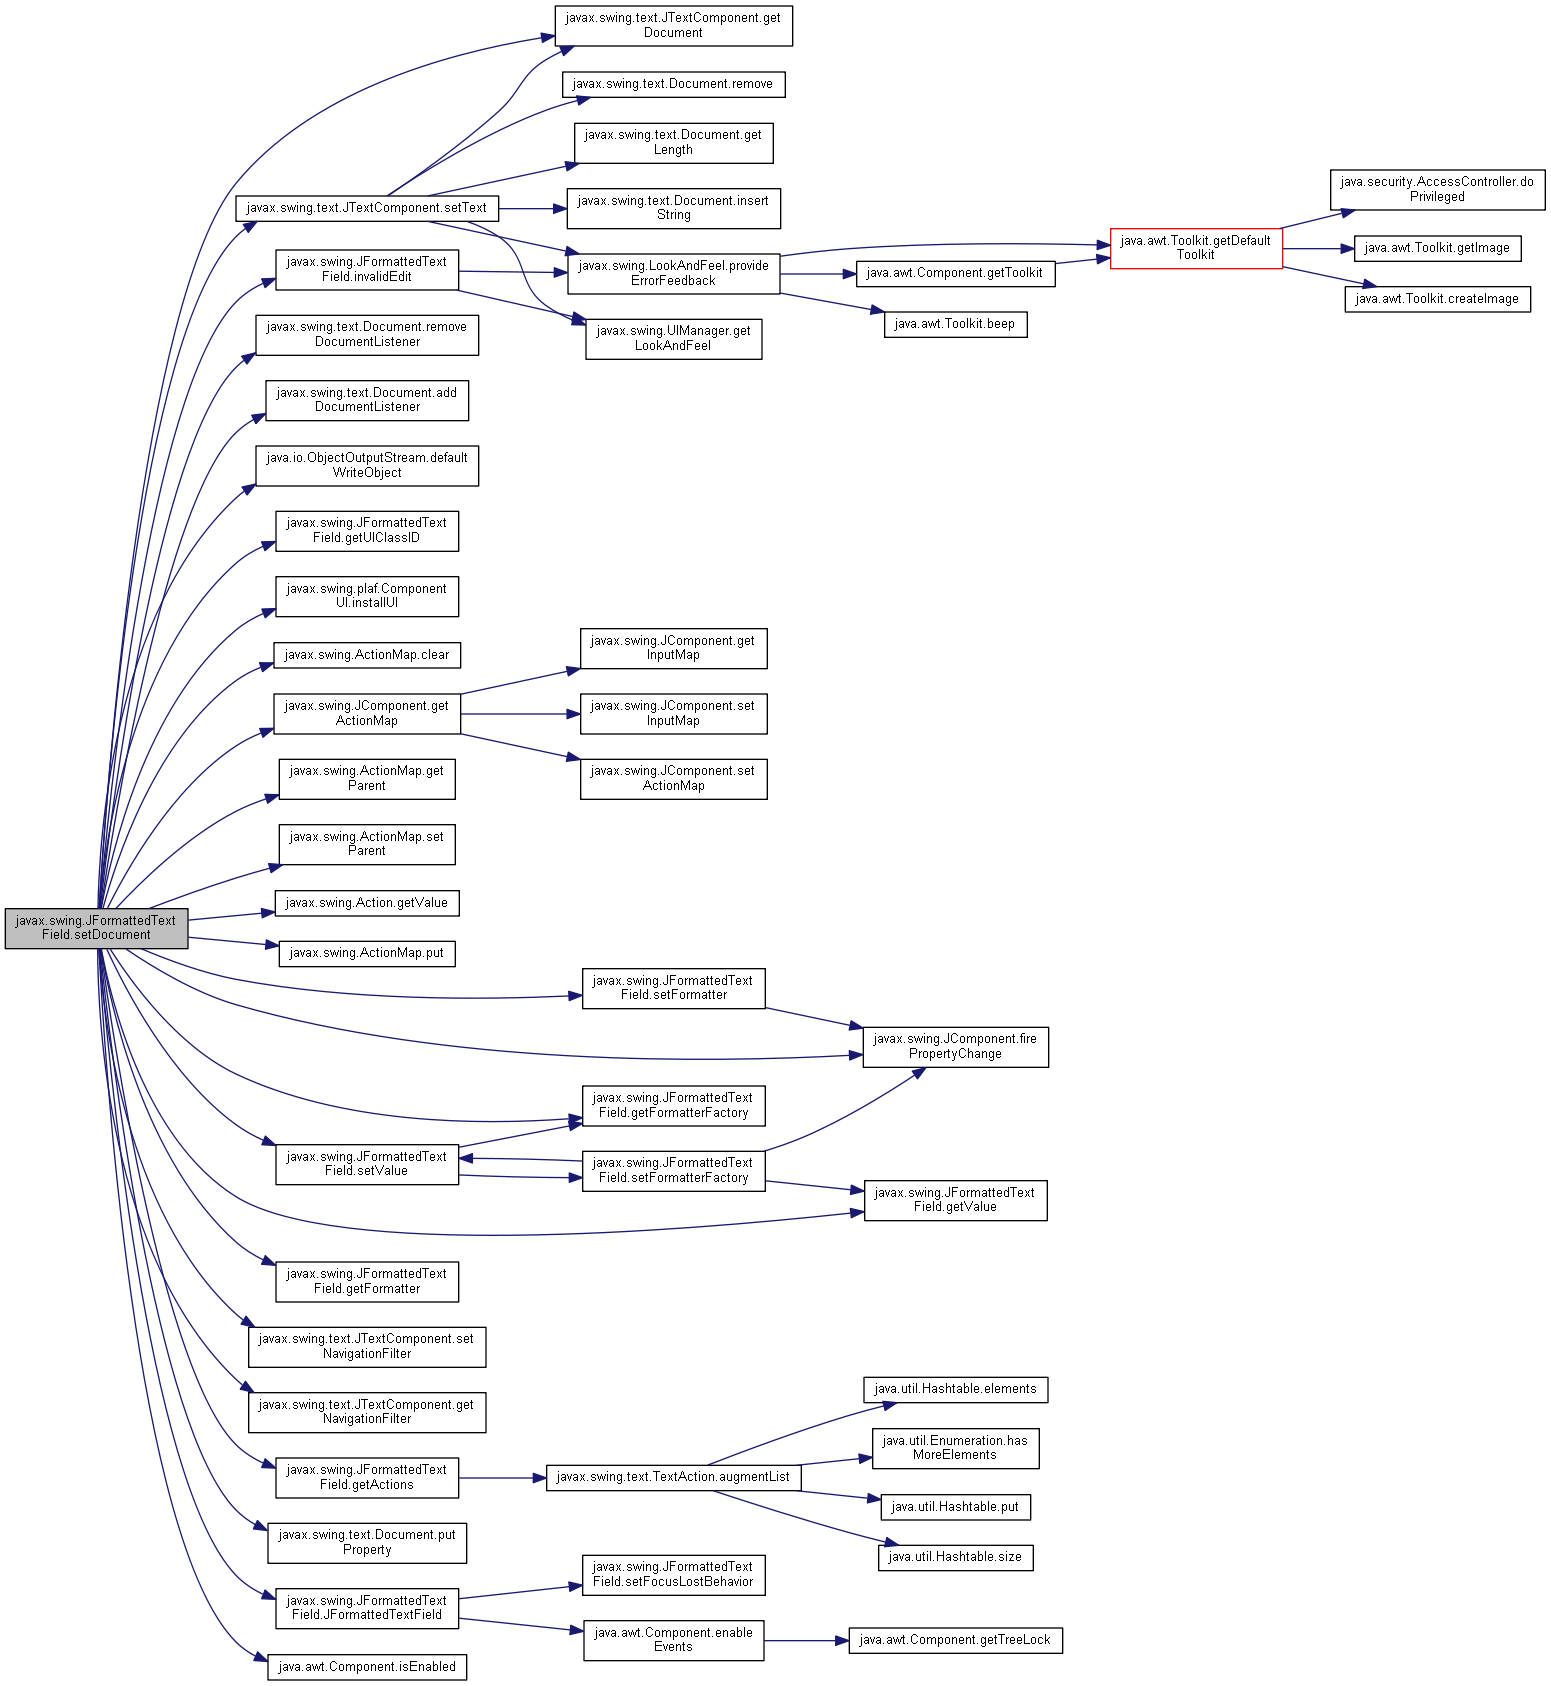 javax.swing.text.JTextComponent.get
Document
javax.swing.text.Document.remove
javax.swing.text.Document.get
Length
java.security.AccessController.do
Privileged
javax.swing.text.JTextComponent.setText
javax.swing.text.Document.insert
String
java.awt.Toolkit.getDefault
Toolkit
java.awt.Toolkit.getImage
javax.swing.JFormattedText
Field.invalidEdit
javax.swing.LookAndFeel.provide
ErrorFeedback
java.awt.Component.getToolkit
java.awt.Toolkit.createImage
javax.swing.text.Document.remove
DocumentListener
javax.swing.UIManager.get
LookAndFeel
java.awt.Toolkit.beep
javax.swing.text.Document.add
DocumentListener
java.io.ObjectOutputStream.default
WriteObject
javax.swing.JFormattedText
Field.getUIClassID
javax.swing.plaf.Component
UI.installUI
javax.swing.ActionMap.clear
javax.swing.JComponent.get
InputMap
javax.swing.JComponent.get
ActionMap
javax.swing.JComponent.set
InputMap
javax.swing.ActionMap.get
Parent
javax.swing.JComponent.set
ActionMap
javax.swing.ActionMap.set
Parent
javax.swing.JFormattedText
Field.setDocument
javax.swing.Action.getValue
javax.swing.ActionMap.put
javax.swing.JFormattedText
Field.setFormatter
javax.swing.JComponent.fire
PropertyChange
javax.swing.JFormattedText
Field.getFormatterFactory
javax.swing.JFormattedText
Field.setValue
javax.swing.JFormattedText
Field.setFormatterFactory
javax.swing.JFormattedText
Field.getValue
javax.swing.JFormattedText
Field.getFormatter
javax.swing.text.JTextComponent.set
NavigationFilter
javax.swing.text.JTextComponent.get
NavigationFilter
java.util.Hashtable.elements
java.util.Enumeration.has
MoreElements
javax.swing.JFormattedText
Field.getActions
javax.swing.text.TextAction.augmentList
java.util.Hashtable.put
javax.swing.text.Document.put
Property
java.util.Hashtable.size
javax.swing.JFormattedText
Field.setFocusLostBehavior
javax.swing.JFormattedText
Field.JFormattedTextField
java.awt.Component.enable
Events
java.awt.Component.getTreeLock
java.awt.Component.isEnabled